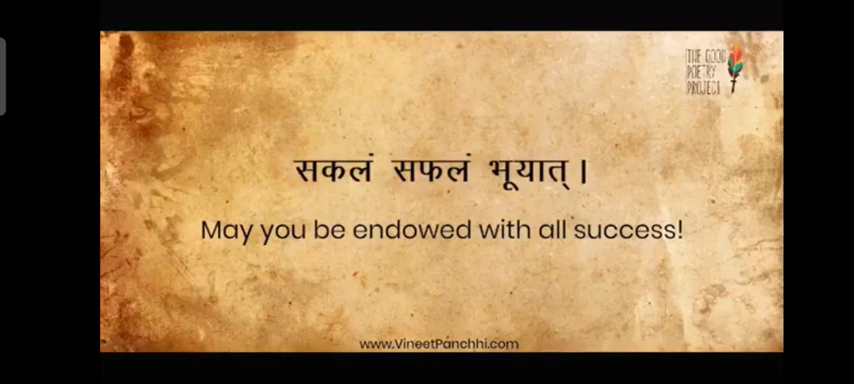 THE GOOD
POETRY
PROJECT
सकलं सफलं भूयात् ।
May you be endowed with all success!
www.VineetPanchhi.com